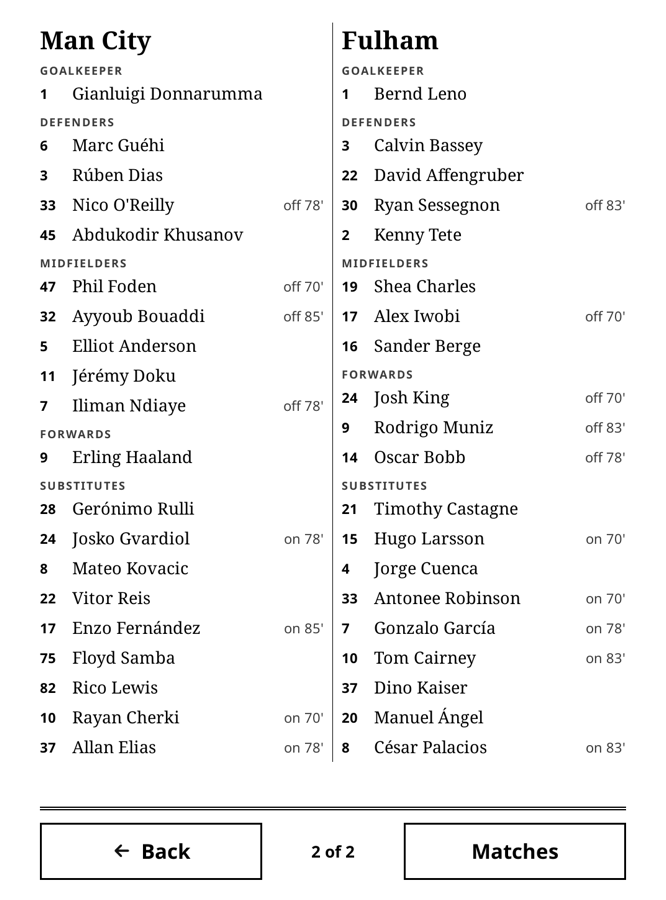 Man City
GOALKEEPER
1 Gianluigi Donnarumma
DEFENDERS
6 Marc Guéhi
3 Rúben Dias
33 Nico O'Reilly off 78'
45 Abdukodir Khusanov
MIDFIELDERS
47 Phil Foden off 70'
32 Ayyoub Bouaddi off 85'
5 Elliot Anderson
11 Jérémy Doku
7 Iliman Ndiaye off 78'
FORWARDS
9 Erling Haaland
SUBSTITUTES
28 Gerónimo Rulli
24 Josko Gvardiol on 78'
8 Mateo Kovacic
22 Vitor Reis
17 Enzo Fernández on 85'
75 Floyd Samba
82 Rico Lewis
10 Rayan Cherki on 70'
37 Allan Elias on 78'
Fulham
GOALKEEPER
1 Bernd Leno
DEFENDERS
3 Calvin Bassey
22 David Affengruber
30 Ryan Sessegnon off 83'
2 Kenny Tete
MIDFIELDERS
19 Shea Charles
17 Alex Iwobi off 70'
16 Sander Berge
FORWARDS
24 Josh King off 70'
9 Rodrigo Muniz off 83'
14 Oscar Bobb off 78'
SUBSTITUTES
21 Timothy Castagne
15 Hugo Larsson on 70'
4 Jorge Cuenca
33 Antonee Robinson on 70'
7 Gonzalo García on 78'
10 Tom Cairney on 83'
37 Dino Kaiser
20 Manuel Ángel
8 César Palacios on 83'
← Back 2 of 2 Matches